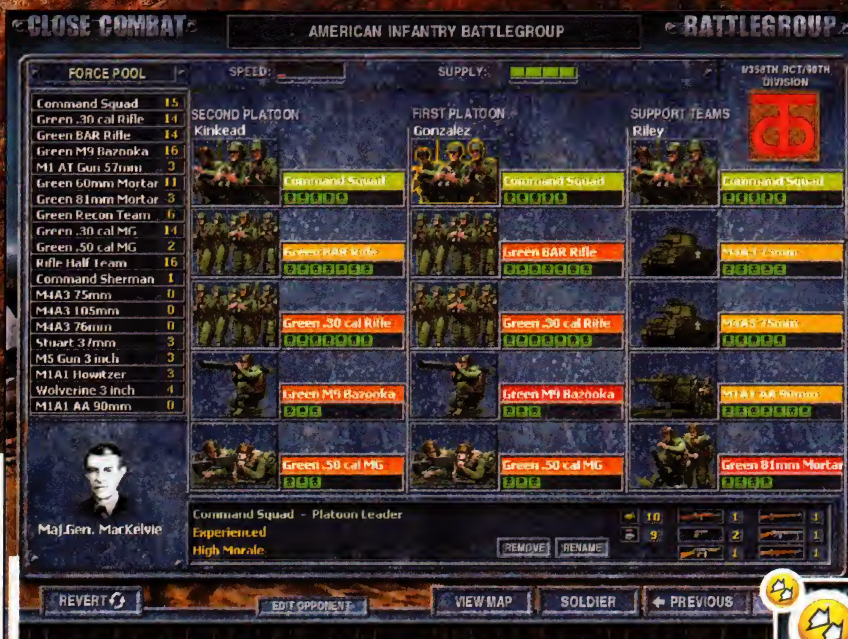 CLOSE COMBAT
AMERICAN INFANTRY BATTLEGROUP
BATTLEGROUP
FORCE POOL
SPEED:
SUPPLY:
1/358TH RCT/90TH
DIVISION
Command Squad 15
Green .30 cal Rifle 14
Green BAR Rifle 14
Green M9 Bazooka 16
M1 AT Gun 57mm 3
Green 60mm Mortar 11
Green 81mm Mortar 3
Green Recon Team 6
Green .30 cal MG 14
Green .50 cal MG 2
Rifle Half Team 16
Command Sherman 1
M4A3 75mm 0
M4A3 105mm 0
M4A3 76mm 0
Stuart 37mm 3
M5 Gun 3 inch 3
M1A1 Howitzer 3
Wolverine 3 inch 4
M1A1 AA 90mm 0
Maj.Gen. MacKelvie
SECOND PLATOON
Kinkead
Command Squad
Green BAR Rifle
Green .30 cal Rifle
Green M9 Bazooka
Green .50 cal MG
FIRST PLATOON
Gonzalez
Command Squad
Green BAR Rifle
Green .30 cal Rifle
Green M9 Bazooka
Green .50 cal MG
SUPPORT TEAMS
Riley
Command Squad
M4A3 75mm
M4A3 75mm
M1A1 AA 90mm
Green 81mm Mortar
Command Squad - Platoon Leader
Experienced
High Morale
REMOVE
RENAME
10 1 1
9 2 1
1 1
REVERT
EDIT OPPONENT
VIEW MAP
SOLDIER
PREVIOUS